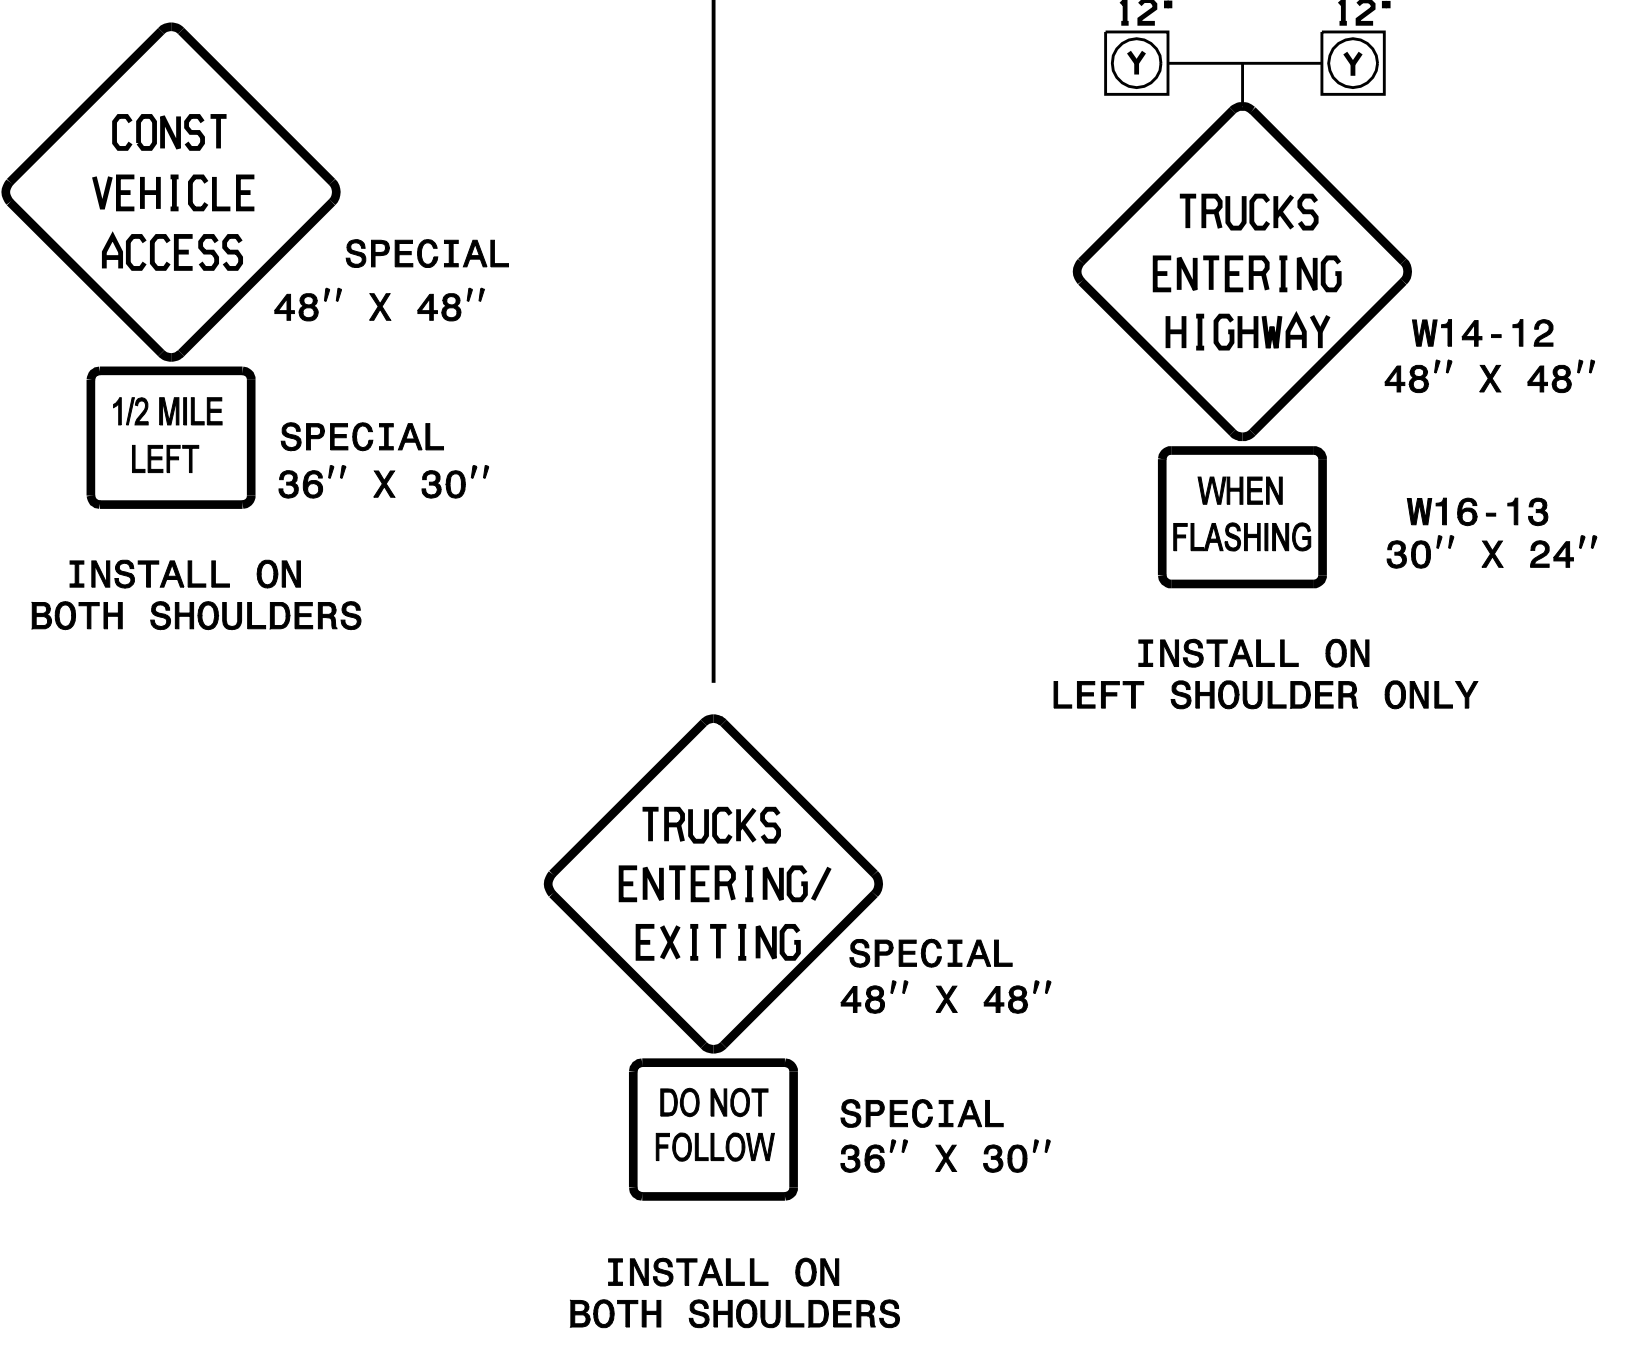 CONST
VEHICLE
ACCESS
SPECIAL
48" X 48"
1/2 MILE
LEFT
SPECIAL
36" X 30"
INSTALL ON
BOTH SHOULDERS
12" 12"
Y Y
TRUCKS
ENTERING
HIGHWAY
W14-12
48" X 48"
WHEN
FLASHING
W16-13
30" X 24"
INSTALL ON
LEFT SHOULDER ONLY
TRUCKS
ENTERING/
EXITING
SPECIAL
48" X 48"
DO NOT
FOLLOW
SPECIAL
36" X 30"
INSTALL ON
BOTH SHOULDERS